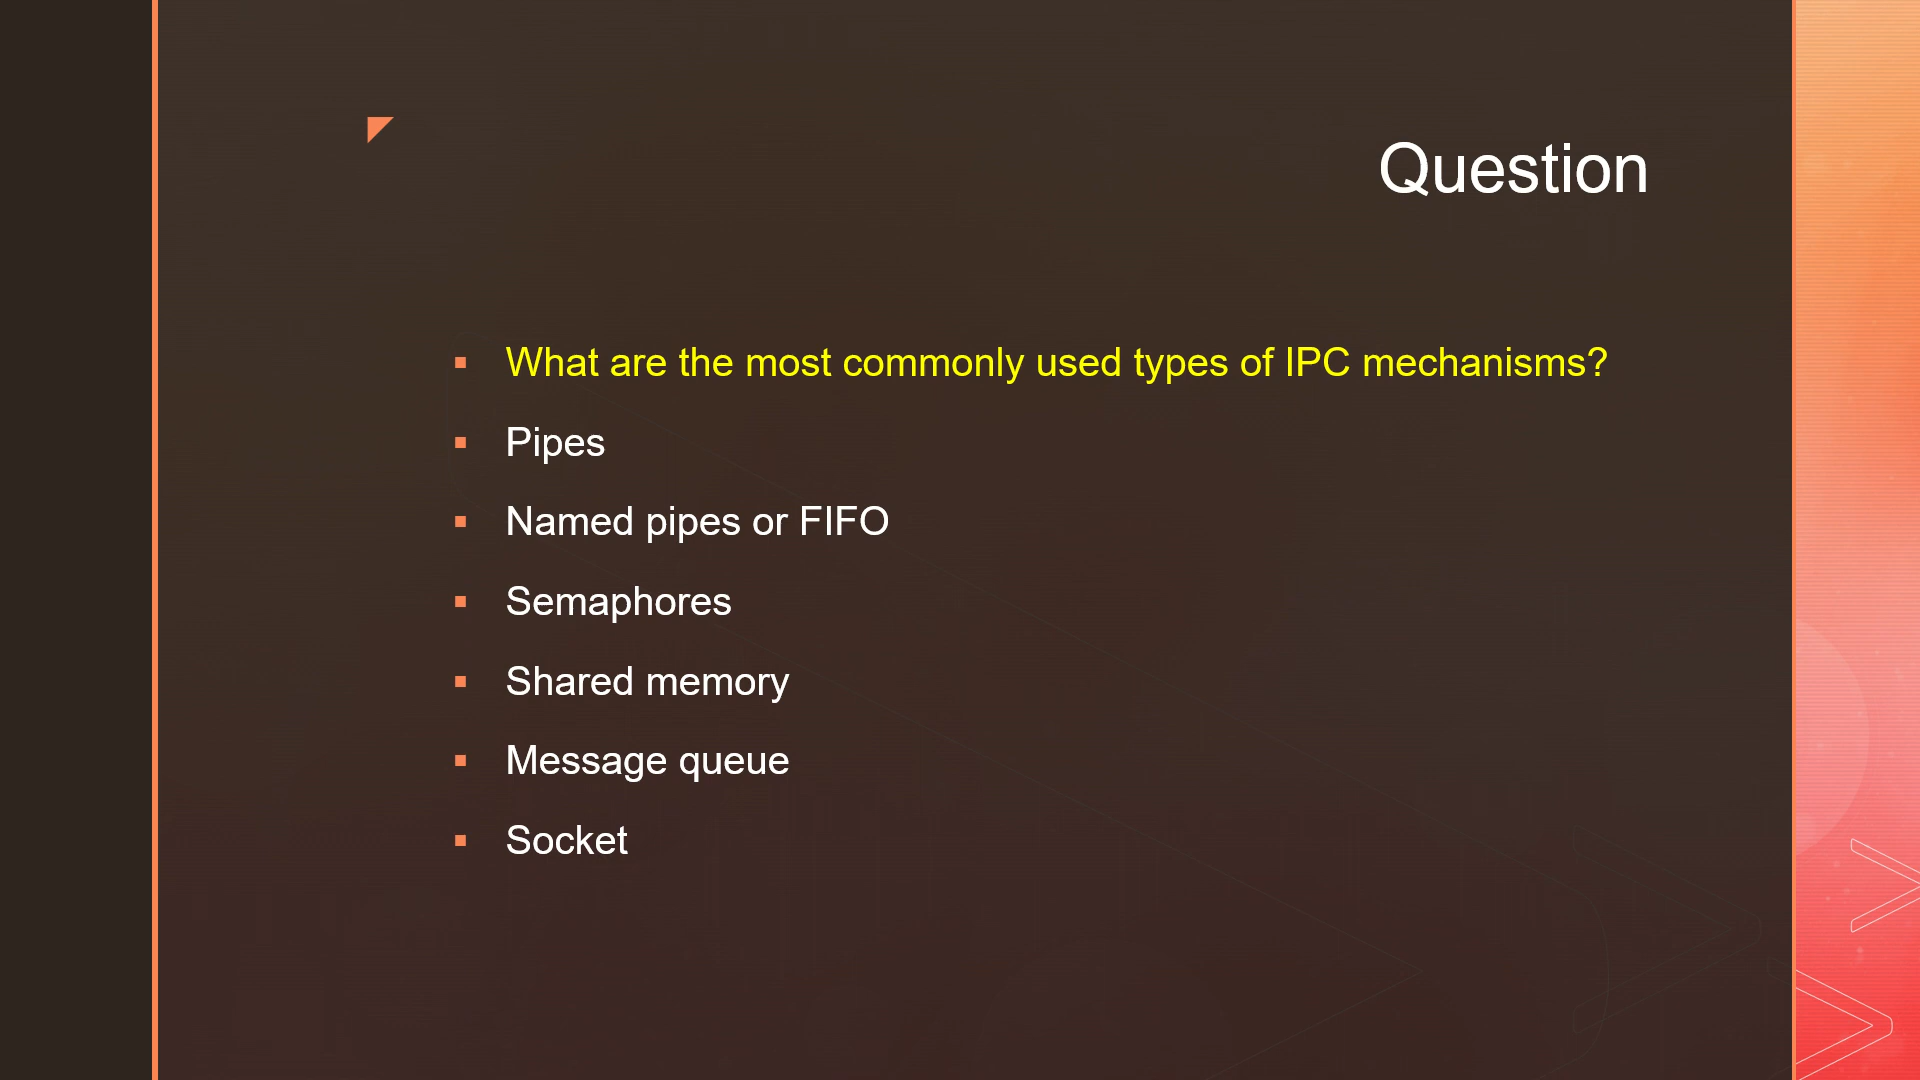 Question
What are the most commonly used types of IPC mechanisms?
Pipes
Named pipes or FIFO
Semaphores
Shared memory
Message queue
Socket